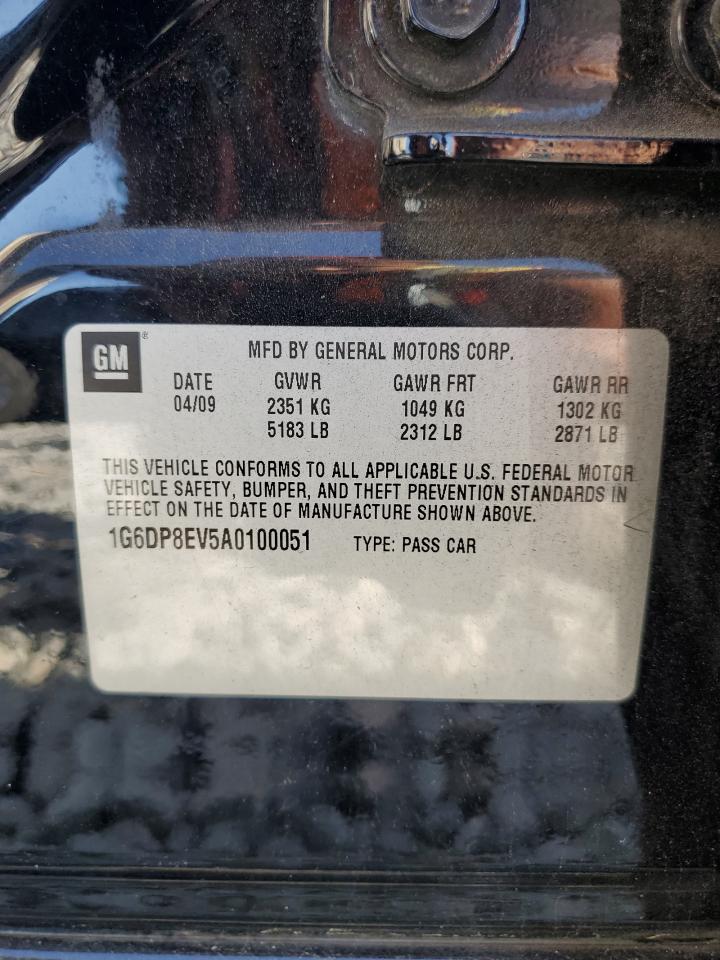 GM® MFD BY GENERAL MOTORS CORP.
DATE GVWR GAWR FRT GAWR RR
04/09 2351 KG 1049 KG 1302 KG
5183 LB 2312 LB 2871 LB
THIS VEHICLE CONFORMS TO ALL APPLICABLE U.S. FEDERAL MOTOR
VEHICLE SAFETY, BUMPER, AND THEFT PREVENTION STANDARDS IN
EFFECT ON THE DATE OF MANUFACTURE SHOWN ABOVE.
1G6DP8EV5A0100051 TYPE: PASS CAR